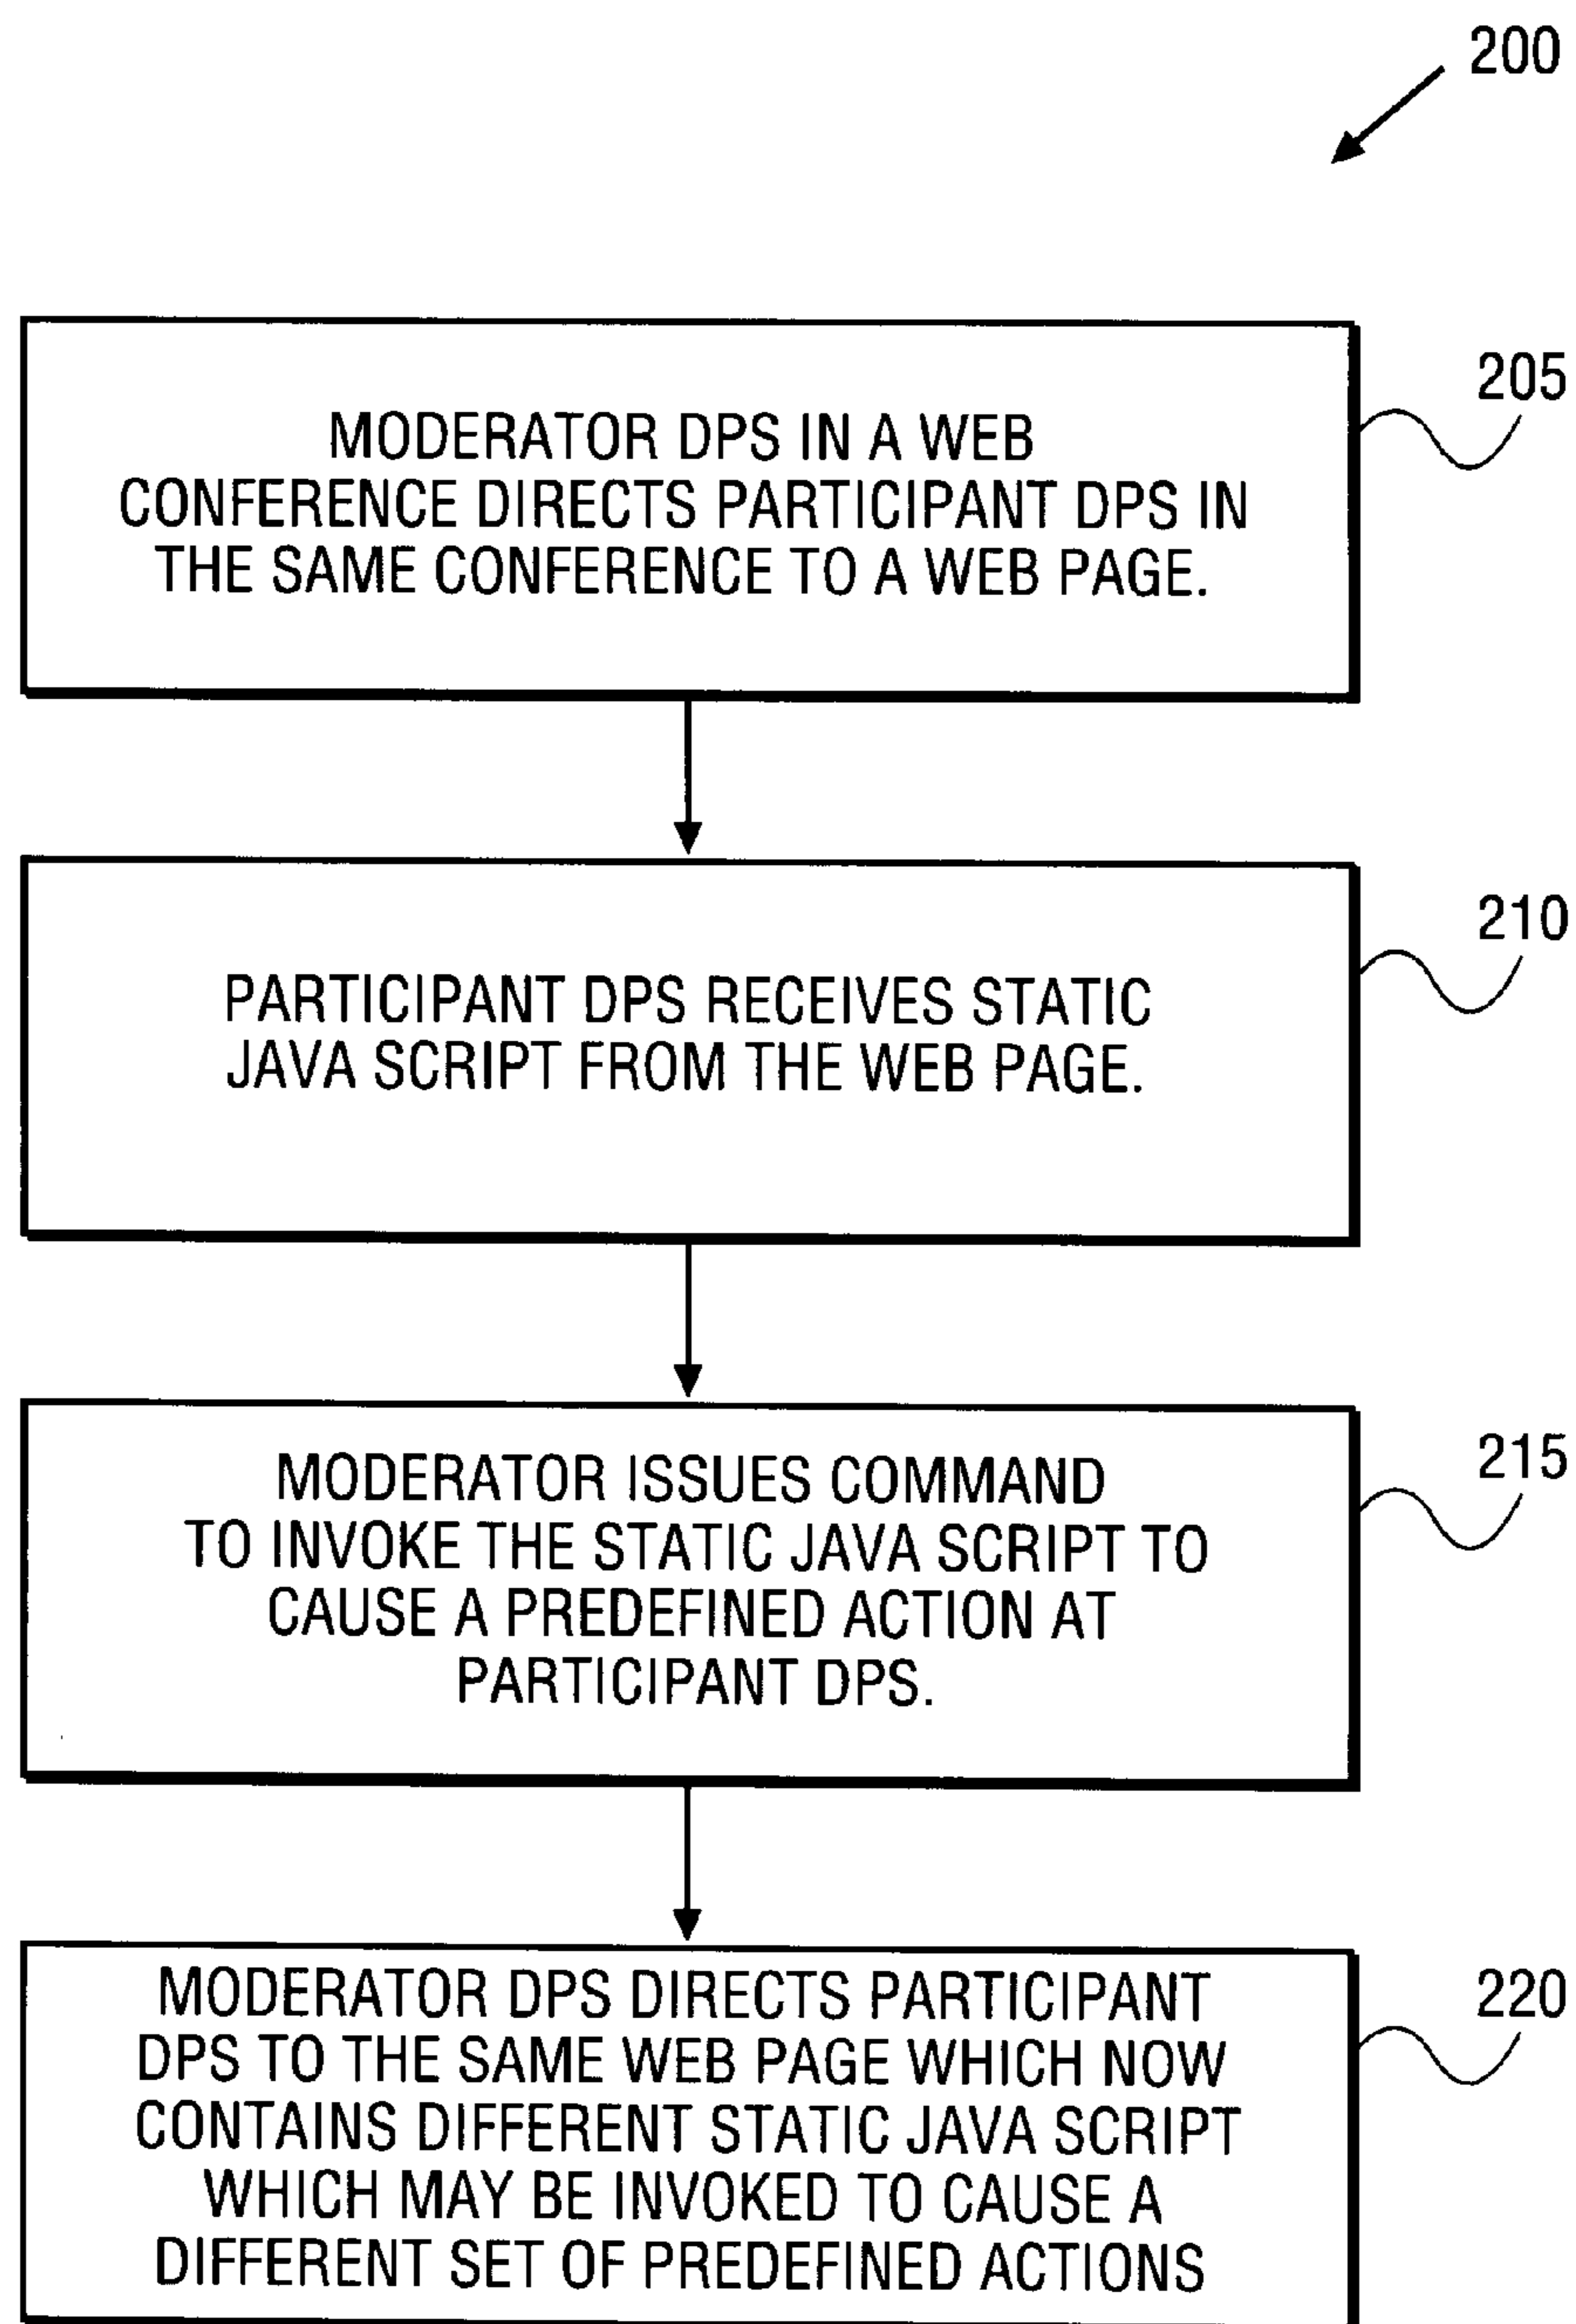 200
MODERATOR DPS IN A WEB
CONFERENCE DIRECTS PARTICIPANT DPS IN
THE SAME CONFERENCE TO A WEB PAGE.
205
PARTICIPANT DPS RECEIVES STATIC
JAVA SCRIPT FROM THE WEB PAGE.
210
MODERATOR ISSUES COMMAND
TO INVOKE THE STATIC JAVA SCRIPT TO
CAUSE A PREDEFINED ACTION AT
PARTICIPANT DPS.
215
MODERATOR DPS DIRECTS PARTICIPANT
DPS TO THE SAME WEB PAGE WHICH NOW
CONTAINS DIFFERENT STATIC JAVA SCRIPT
WHICH MAY BE INVOKED TO CAUSE A
DIFFERENT SET OF PREDEFINED ACTIONS
220